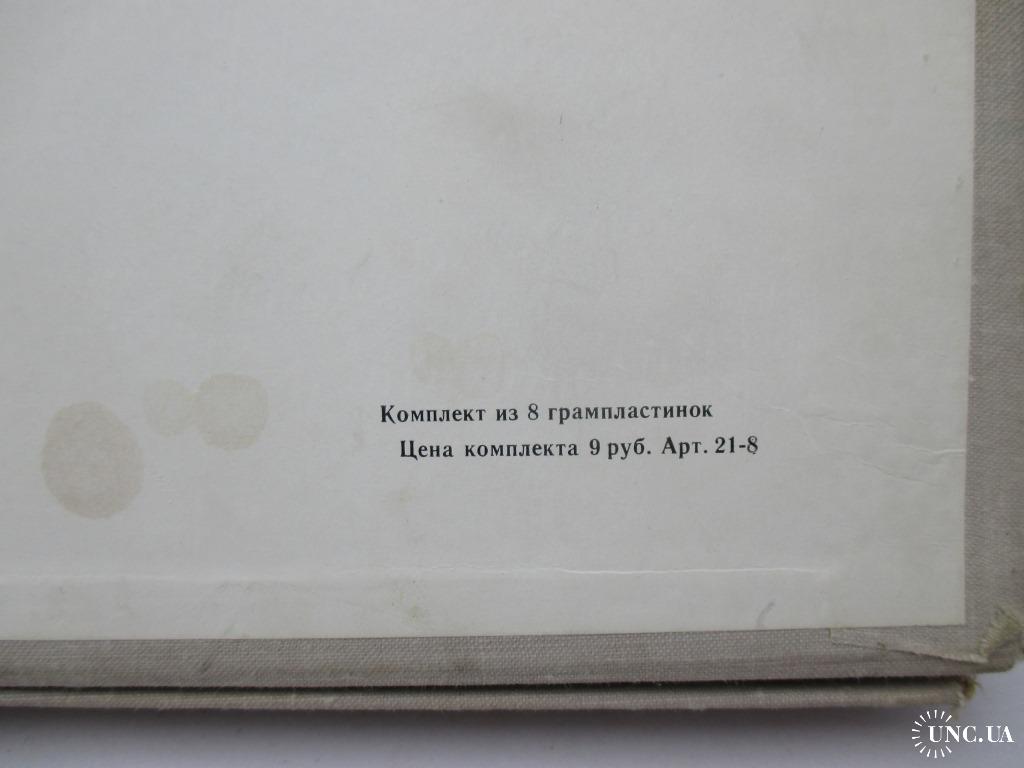 Комплект из 8 грампластинок
Цена комплекта 9 руб. Арт. 21-8
UNC.UA